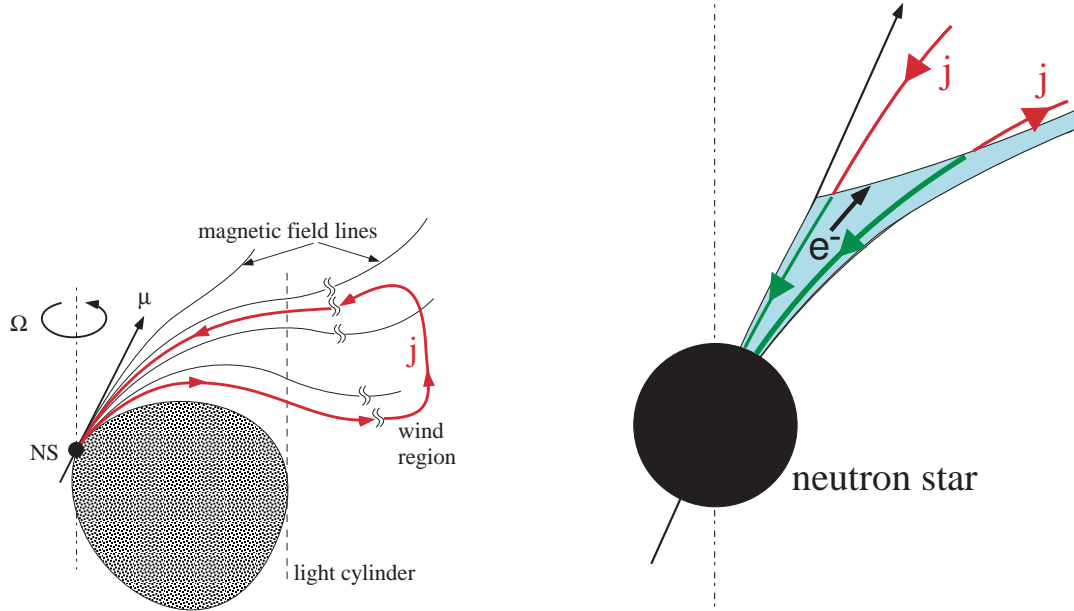 magnetic field lines
Ω
μ
j
NS
wind
region
light cylinder
j
j
e-
neutron star